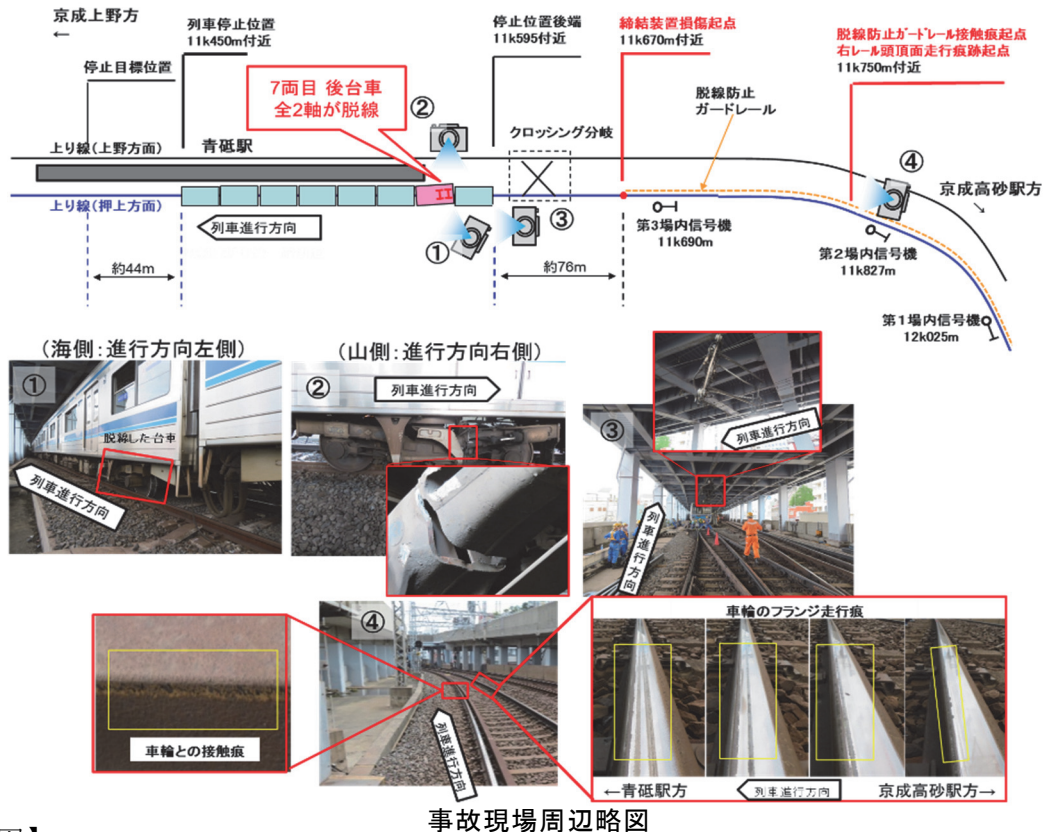 京成上野方
←
列車停止位置
11k450m付近
停止位置後端
11k595m付近
締結装置損傷起点
11k670m付近
脱線防止ガードレール接触痕起点
右レール頭頂面走行痕跡起点
11k750m付近
停止目標位置
7両目 後台車
全2軸が脱線
②
脱線防止
ガードレール
クロッシング分岐
④
上り線(上野方面)
青砥駅
京成高砂駅方
→
上り線(押上方面)
列車進行方向
①
③
第3場内信号機
11k690m
第2場内信号機
11k827m
約44m
約76m
第1場内信号機
12k025m
(海側:進行方向左側)
(山側:進行方向右側)
①
脱線した台車
列車進行方向
②
列車進行方向
③
列車進行方向
列車進行方向
④
列車進行方向
車輪との接触痕
車輪のフランジ走行痕
←青砥駅方
列車進行方向
京成高砂駅方→
事故現場周辺略図